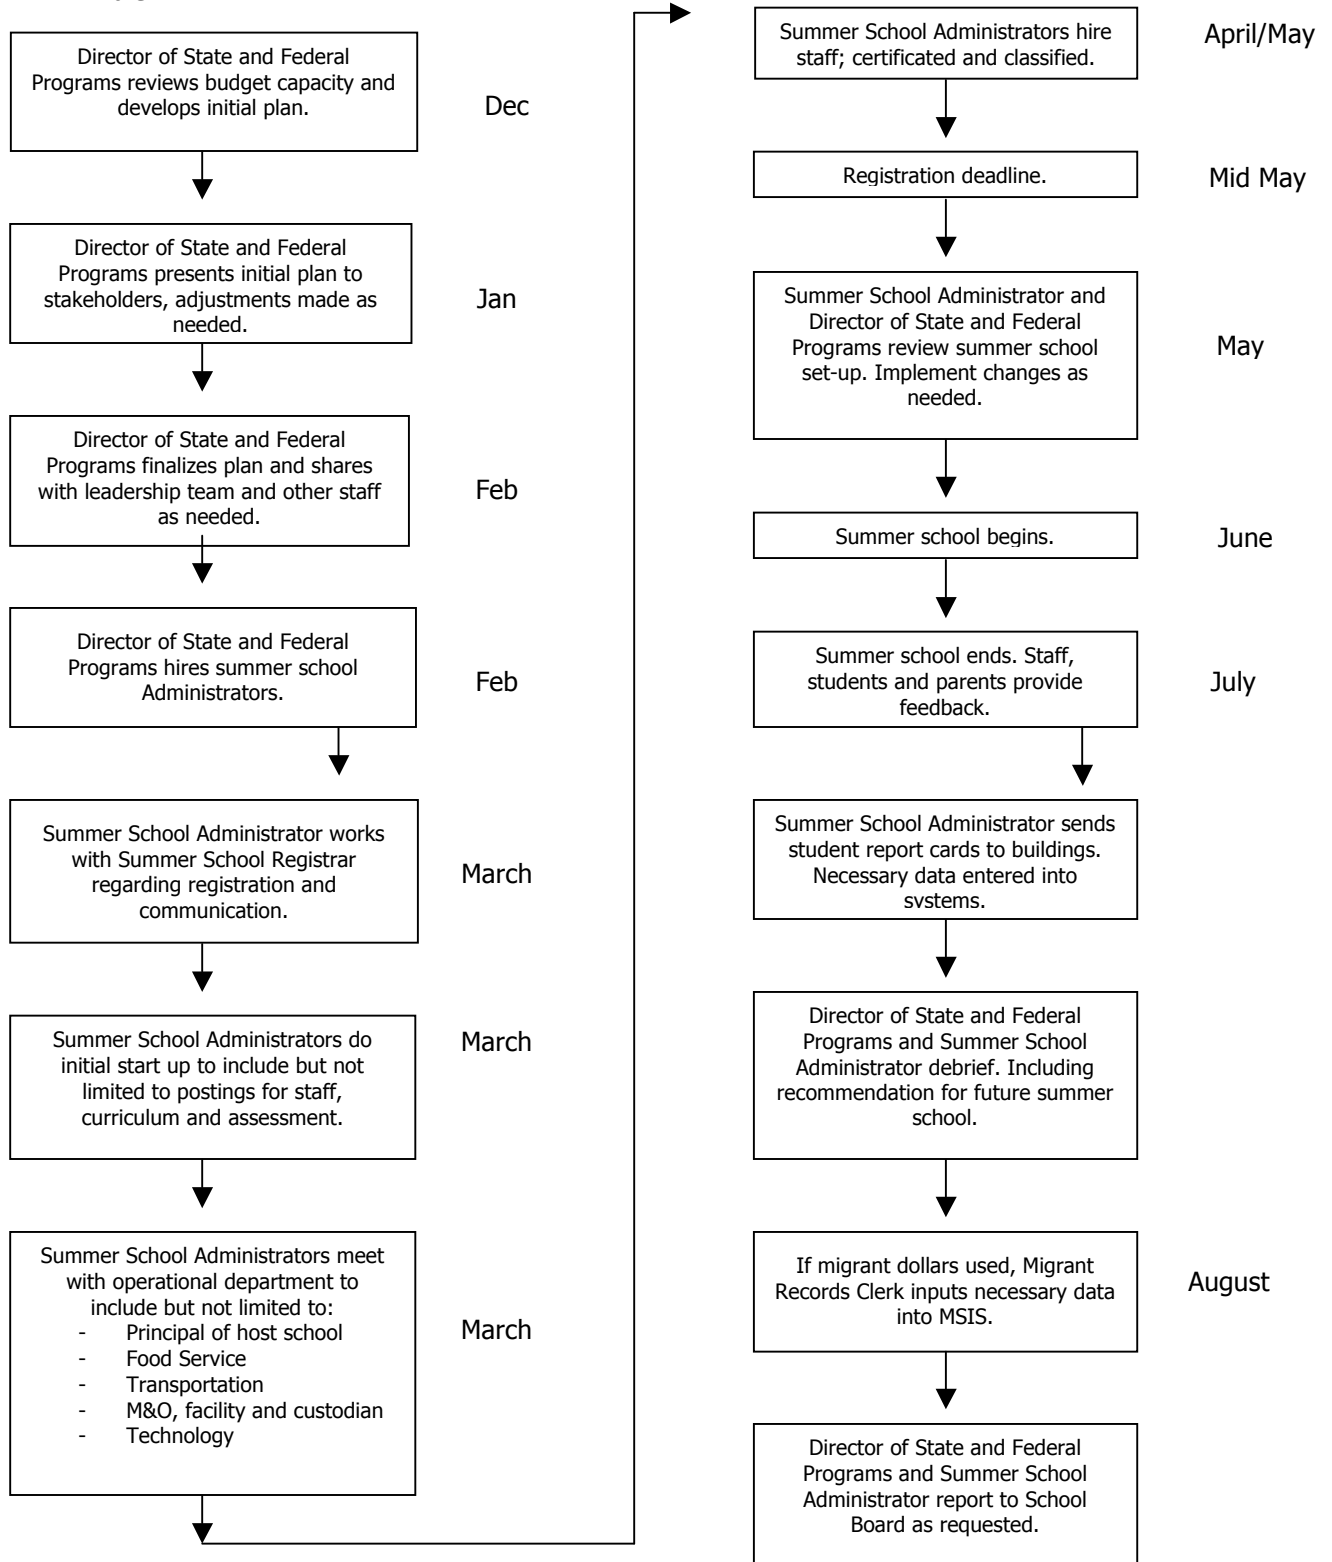 Director of State and Federal
Programs reviews budget capacity and
develops initial plan.
Dec
Director of State and Federal
Programs presents initial plan to
stakeholders, adjustments made as
needed.
Jan
Director of State and Federal
Programs finalizes plan and shares
with leadership team and other staff
as needed.
Feb
Director of State and Federal
Programs hires summer school
Administrators.
Feb
Summer School Administrator works
with Summer School Registrar
regarding registration and
communication.
March
Summer School Administrators do
initial start up to include but not
limited to postings for staff,
curriculum and assessment.
March
Summer School Administrators meet
with operational department to
include but not limited to:
- Principal of host school
- Food Service
- Transportation
- M&O, facility and custodian
- Technology
March
Summer School Administrators hire
staff; certificated and classified.
April/May
Registration deadline.
Mid May
Summer School Administrator and
Director of State and Federal
Programs review summer school
set-up. Implement changes as
needed.
May
Summer school begins.
June
Summer school ends. Staff,
students and parents provide
feedback.
July
Summer School Administrator sends
student report cards to buildings.
Necessary data entered into
systems.
Director of State and Federal
Programs and Summer School
Administrator debrief. Including
recommendation for future summer
school.
If migrant dollars used, Migrant
Records Clerk inputs necessary data
into MSIS.
August
Director of State and Federal
Programs and Summer School
Administrator report to School
Board as requested.